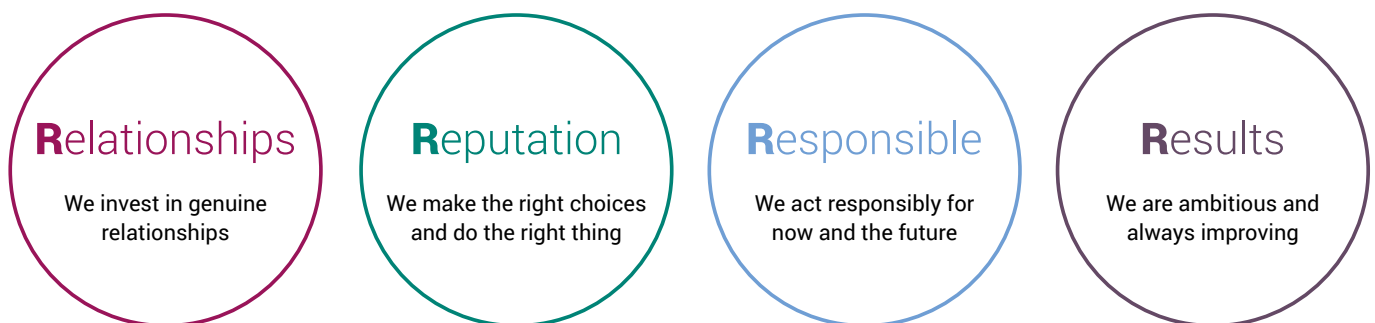 Relationships
We invest in genuine
relationships
Reputation
We make the right choices
and do the right thing
Responsible
We act responsibly for
now and the future
Results
We are ambitious and
always improving